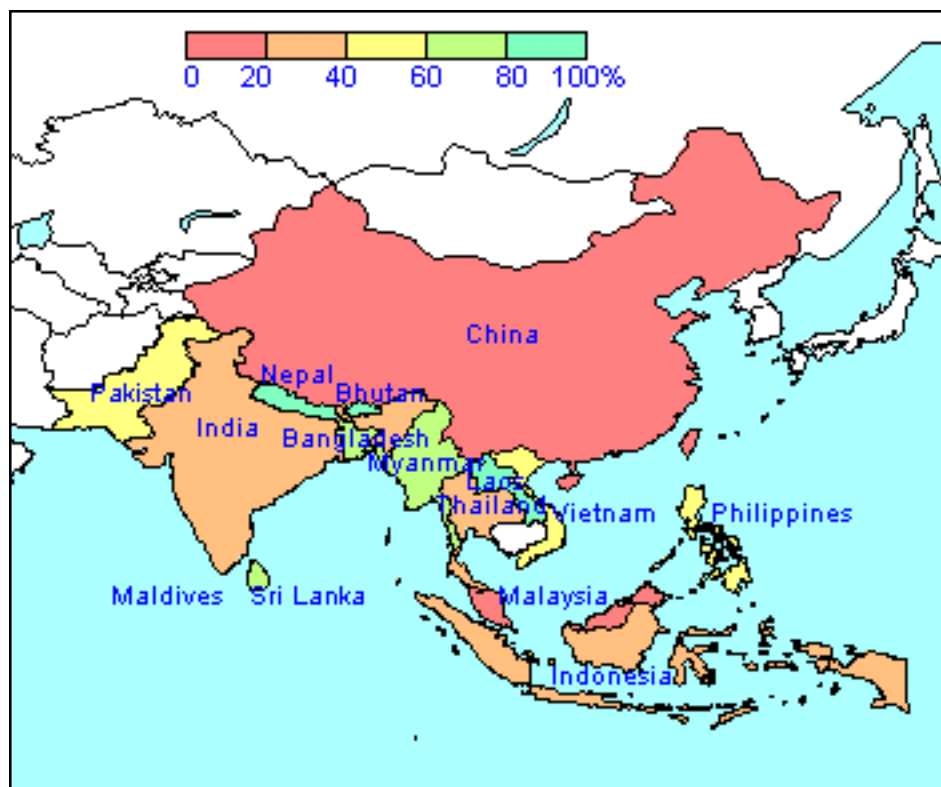 0 20 40 60 80 100%
China
Nepal
Bhutan
Pakistan
India
Bangladesh
Myanmar
Laos
Thailand
Vietnam
Philippines
Maldives
Sri Lanka
Malaysia
Indonesia